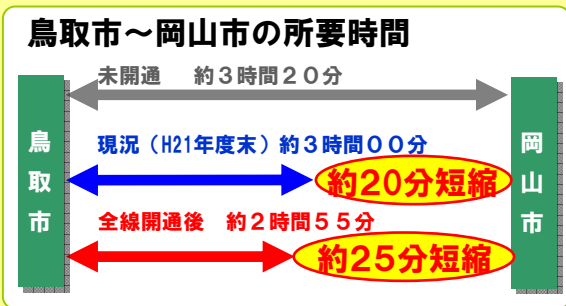 鳥取市～岡山市の所要時間
未開通 約３時間２０分
鳥取市
岡山市
現況（H21年度末）約３時間００分
約20分短縮
全線開通後 約２時間５５分
約25分短縮